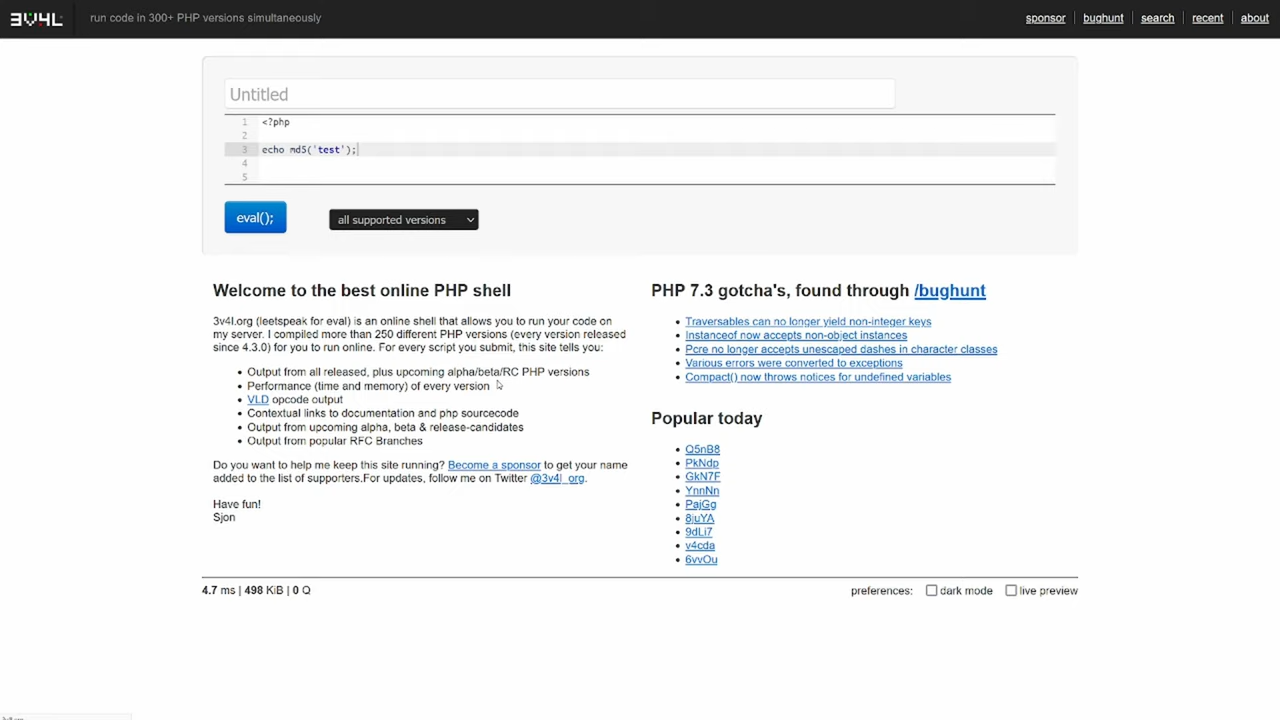 3V4L
run code in 300+ PHP versions simultaneously
sponsor
bughunt
search
recent
about
Untitled
1 <?php
2
3 echo md5('test');
4
5
eval();
all supported versions
Welcome to the best online PHP shell
3v4l.org (leetspeak for eval) is an online shell that allows you to run your code on
my server. I compiled more than 250 different PHP versions (every version released
since 4.3.0) for you to run online. For every script you submit, this site tells you:
• Output from all released, plus upcoming alpha/beta/RC PHP versions
• Performance (time and memory) of every version
• VLD opcode output
• Contextual links to documentation and php sourcecode
• Output from upcoming alpha, beta & release-candidates
• Output from popular RFC Branches
Do you want to help me keep this site running? Become a sponsor to get your name
added to the list of supporters.For updates, follow me on Twitter @3v4l_org.
Have fun!
Sjon
PHP 7.3 gotcha's, found through /bughunt
• Traversables can no longer yield non-integer keys
• Instanceof now accepts non-object instances
• Pcre no longer accepts unescaped dashes in character classes
• Various errors were converted to exceptions
• Compact() now throws notices for undefined variables
Popular today
• Q5nB8
• PkNdp
• GkN7F
• YnnNn
• PajGg
• 8juYA
• 9dLi7
• v4cda
• 6vvOu
4.7 ms | 498 KiB | 0 Q
preferences: dark mode live preview